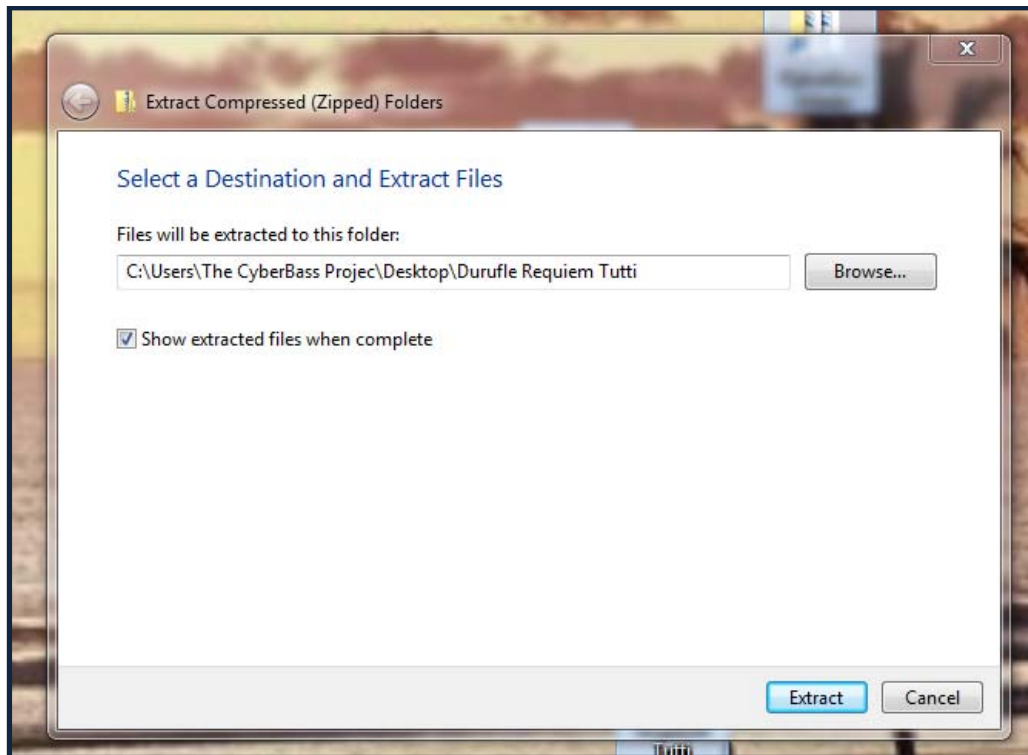 X
Extract Compressed (Zipped) Folders
Select a Destination and Extract Files
Files will be extracted to this folder:
C:\Users\The CyberBass Projec\Desktop\Durufle Requiem Tutti
Browse...
Show extracted files when complete
Extract
Cancel
Tutti